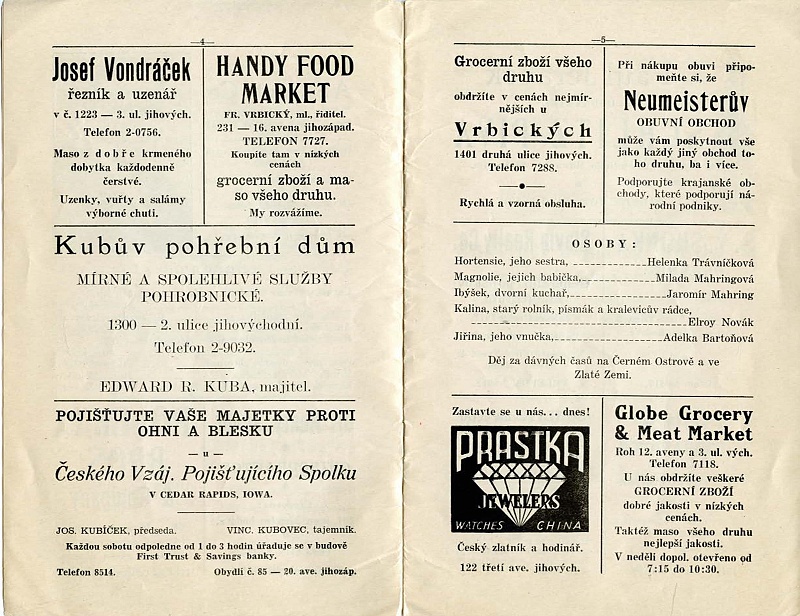 —4—
Josef Vondráček
řezník a uzenář
v č. 1223 — 3. ul. jihových.
Telefon 2-0756.
Maso z dobře krmeného
dobytka každodenně
čerstvé.
Uzenky, vuřty a salámy
výborné chuti.
HANDY FOOD
MARKET
FR. VRBICKÝ, ml., řiditel.
231 — 16. avena jihozápad.
TELEFON 7727.
Koupíte tam v nízkých
cenách
grocerní zboží a ma-
so všeho druhu.
My rozvážíme.
Kubův pohřební dům
MÍRNÉ A SPOLEHLIVÉ SLUŽBY
POHROBNICKÉ.
1300 — 2. ulice jihovýchodní.
Telefon 2-9032.
EDWARD R. KUBA, majitel.
POJIŠŤUJTE VAŠE MAJETKY PROTI
OHNI A BLESKU
— u —
Českého Vzáj. Pojišťujícího Spolku
V CEDAR RAPIDS, IOWA.
JOS. KUBÍČEK, předseda. VINC. KUBOVEC, tajemník.
Každou sobotu odpoledne od 1 do 3 hodin úřaduje se v budově
First Trust & Savings banky.
Telefon 8514. Obydlí č. 85 — 20. ave. jihozáp.
—5—
Grocerní zboží všeho
druhu
obdržíte v cenách nejmír-
nějších u
Vrbických
1401 druhá ulice jihových.
Telefon 7288.
Rychlá a vzorná obsluha.
Při nákupu obuvi připo-
meňte si, že
Neumeisterův
OBUVNÍ OBCHOD
může vám poskytnout vše
jako každý jiný obchod to-
ho druhu, ba i více.
Podporujte krajanské ob-
chody, které podporují ná-
rodní podniky.
OSOBY:
Hortensie, jeho sestra, Helenka Trávníčková
Magnolie, jejich babička, Milada Mahringová
Ibýšek, dvorní kuchař, Jaromír Mahring
Kalina, starý rolník, písmák a kralevicův rádce,
Elroy Novák
Jiřina, jeho vnučka, Adelka Bartoňová
Děj za dávných časů na Černém Ostrově a ve
Zlaté Zemi.
Zastavte se u nás... dnes!
PRASTKA
JEWELERS
WATCHES CHINA
Český zlatník a hodinář.
122 třetí ave. jihových.
Globe Grocery
& Meat Market
Roh 12. aveny a 3. ul. vých.
Telefon 7118.
U nás obdržíte veškeré
GROCERNÍ ZBOŽÍ
dobré jakosti v nízkých
cenách.
Taktéž maso všeho druhu
nejlepší jakosti.
V neděli dopol. otevřeno od
7:15 do 10:30.